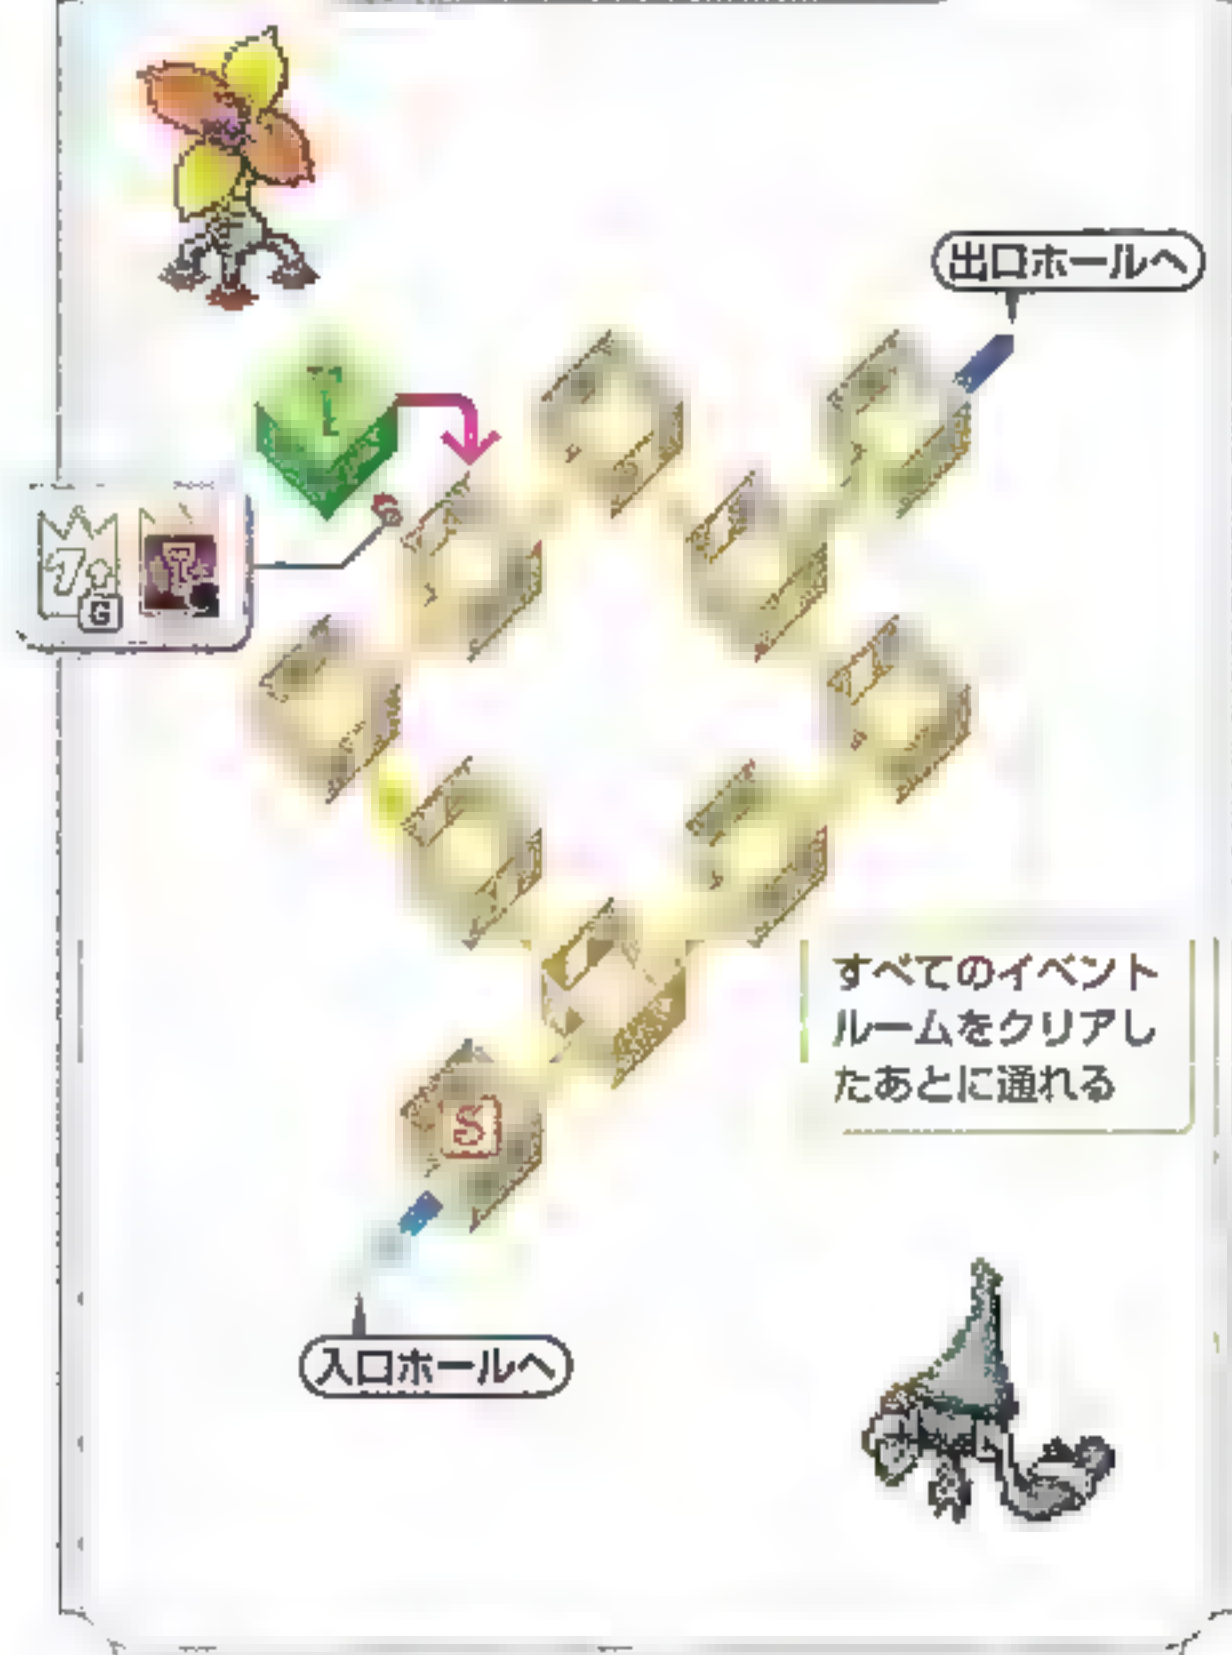 出口ホールへ
1
G
すべてのイベント
ルームをクリアし
たあとに通れる
S
入口ホールへ